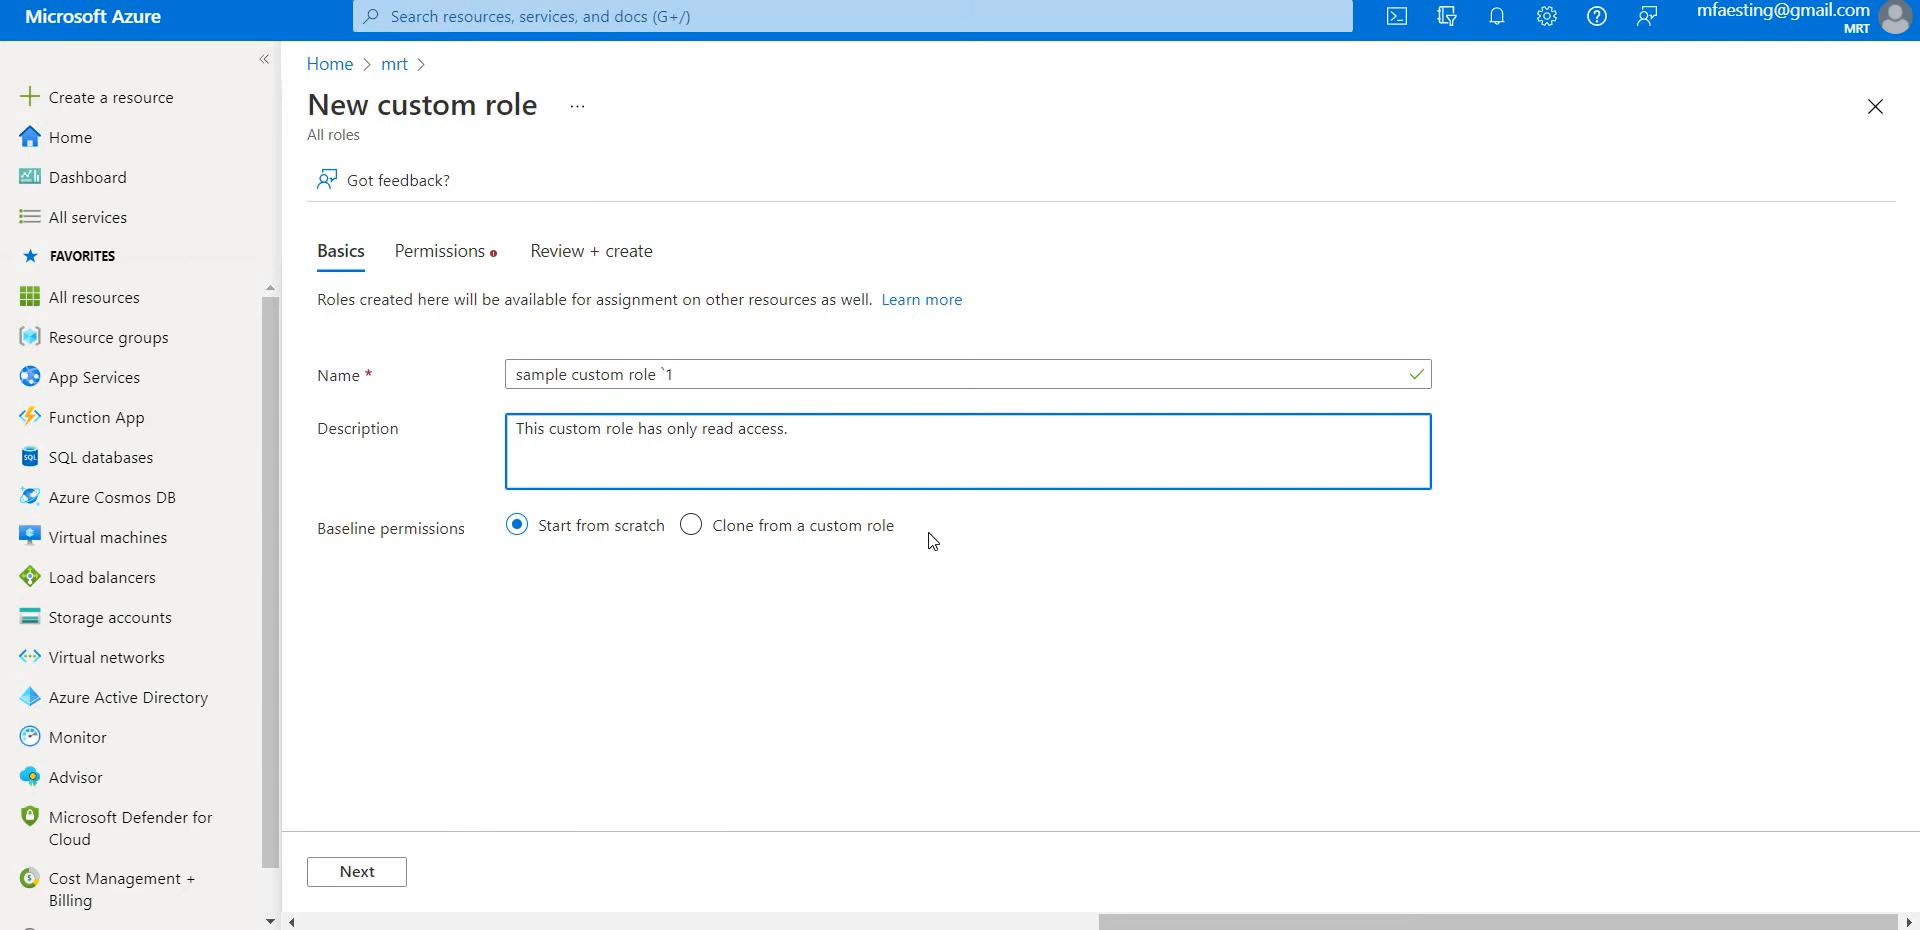 Microsoft Azure
Search resources, services, and docs (G+/)
mfaesting@gmail.com
MRT
Create a resource
Home
Dashboard
All services
FAVORITES
All resources
Resource groups
App Services
Function App
SQL databases
Azure Cosmos DB
Virtual machines
Load balancers
Storage accounts
Virtual networks
Azure Active Directory
Monitor
Advisor
Microsoft Defender for
Cloud
Cost Management +
Billing
Home > mrt >
New custom role ...
All roles
Got feedback?
Basics Permissions Review + create
Roles created here will be available for assignment on other resources as well. Learn more
Name * sample custom role `1
Description This custom role has only read access.
Baseline permissions Start from scratch Clone from a custom role
Next